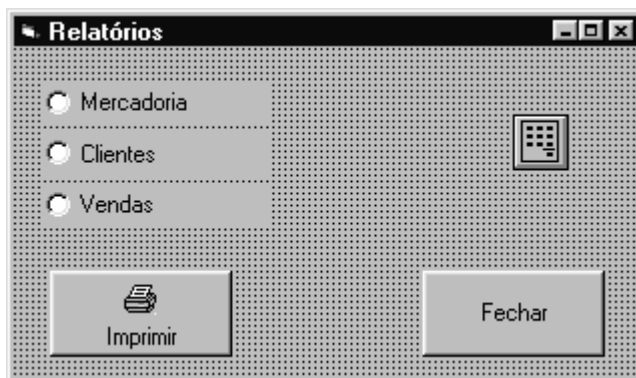 Relatórios
Mercadoria
Clientes
Vendas
Imprimir
Fechar